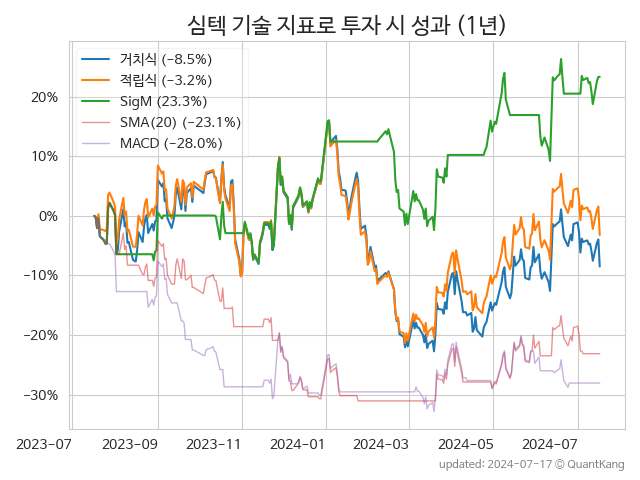 심텍 기술 지표로 투자 시 성과 (1년)
거치식 (−8.5%)
적립식 (−3.2%)
SigM (23.3%)
SMA(20) (−23.1%)
MACD (−28.0%)
20%
10%
0%
−10%
−20%
−30%
2023-07 2023-09 2023-11 2024-01 2024-03 2024-05 2024-07
updated: 2024-07-17 © QuantKang